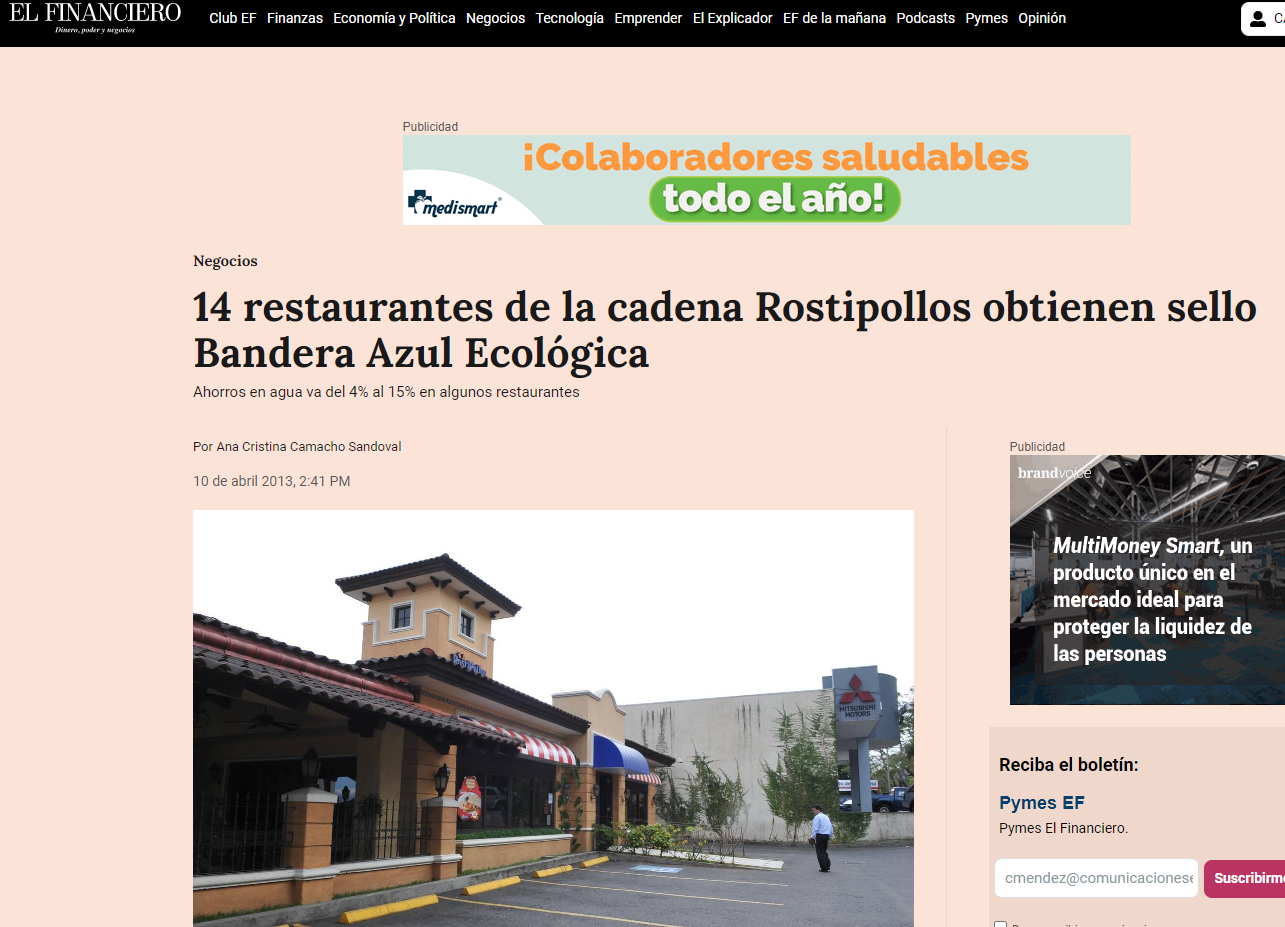 EL FINANCIERO
Dinero, poder y negocios
Club EF Finanzas Economía y Política Negocios Tecnología Emprender El Explicador EF de la mañana Podcasts Pymes Opinión
Publicidad
¡Colaboradores saludables
todo el año!
medismart
Negocios
14 restaurantes de la cadena Rostipollos obtienen sello
Bandera Azul Ecológica
Ahorros en agua va del 4% al 15% en algunos restaurantes
Por Ana Cristina Camacho Sandoval
10 de abril 2013, 2:41 PM
MITSUBISHI
MOTORS
Publicidad
brandvoice
MultiMoney Smart, un
producto único en el
mercado ideal para
proteger la liquidez de
las personas
Reciba el boletín:
Pymes EF
Pymes El Financiero.
cmendez@comunicacionese
Suscribirme